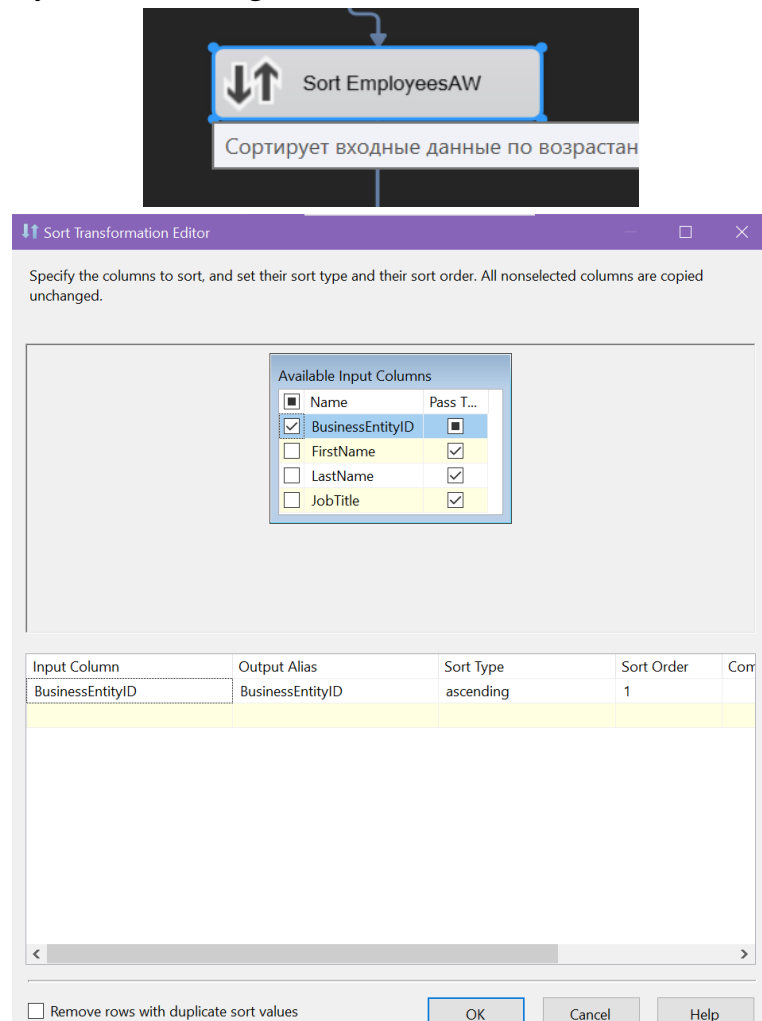 Sort EmployeesAW
Сортирует входные данные по возрастан
Sort Transformation Editor
Specify the columns to sort, and set their sort type and their sort order. All nonselected columns are copied
unchanged.
Available Input Columns
Name Pass T...
BusinessEntityID
FirstName
LastName
JobTitle
Input Column Output Alias Sort Type Sort Order Com
BusinessEntityID BusinessEntityID ascending 1
Remove rows with duplicate sort values OK Cancel Help